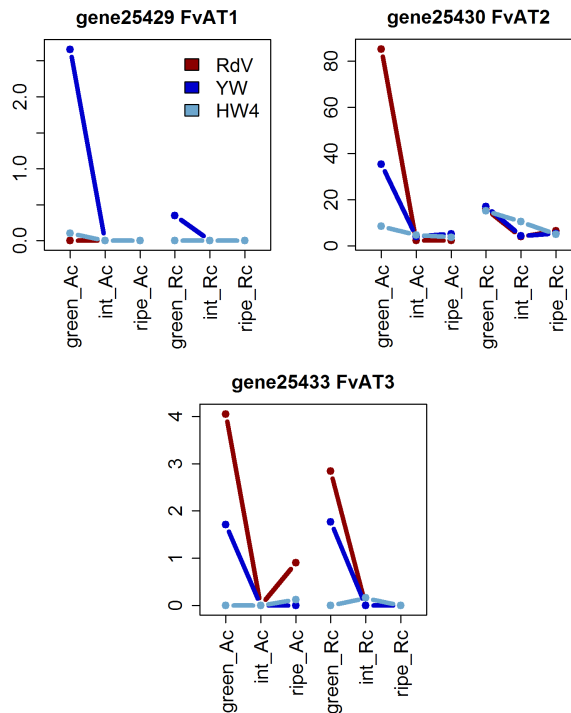 gene25429 FvAT1
2.0
1.0
0.0
RdV
YW
HW4
green_Ac
int_Ac
ripe_Ac
green_Rc
int_Rc
ripe_Rc
gene25430 FvAT2
80
60
40
20
0
green_Ac
int_Ac
ripe_Ac
green_Rc
int_Rc
ripe_Rc
gene25433 FvAT3
4
3
2
1
0
green_Ac
int_Ac
ripe_Ac
green_Rc
int_Rc
ripe_Rc